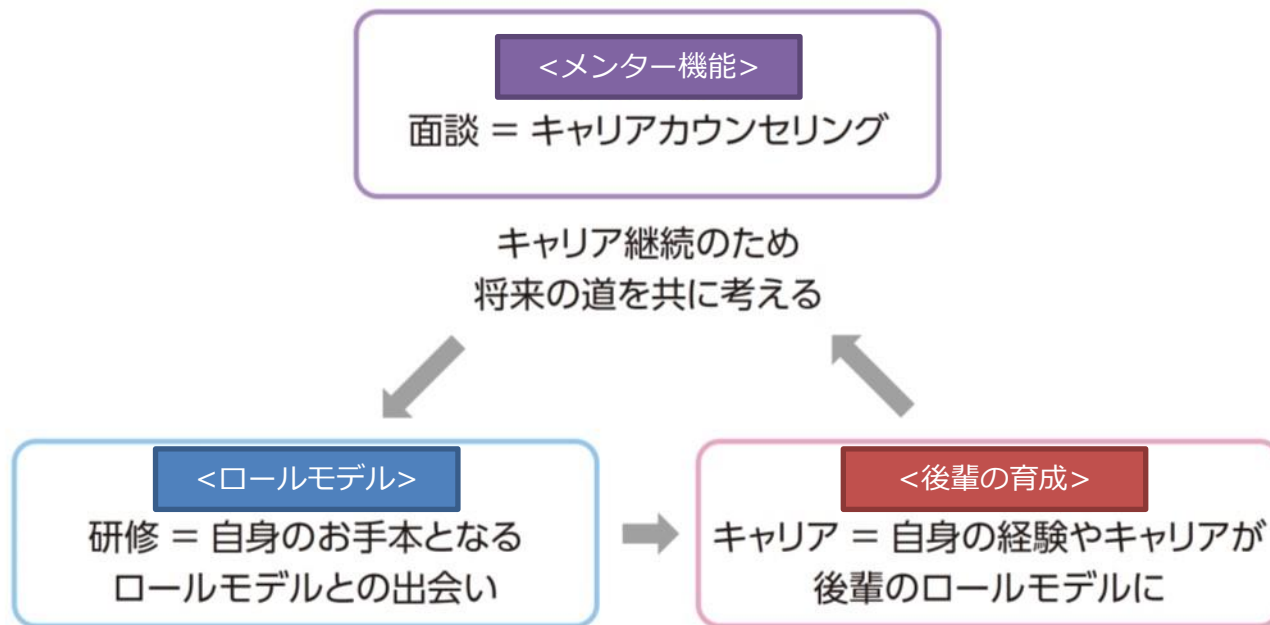 <メンター機能>
面談 = キャリアカウンセリング
キャリア継続のため
将来の道を共に考える
<ロールモデル>
研修 = 自身のお手本となる
ロールモデルとの出会い
<後輩の育成>
キャリア = 自身の経験やキャリアが
後輩のロールモデルに